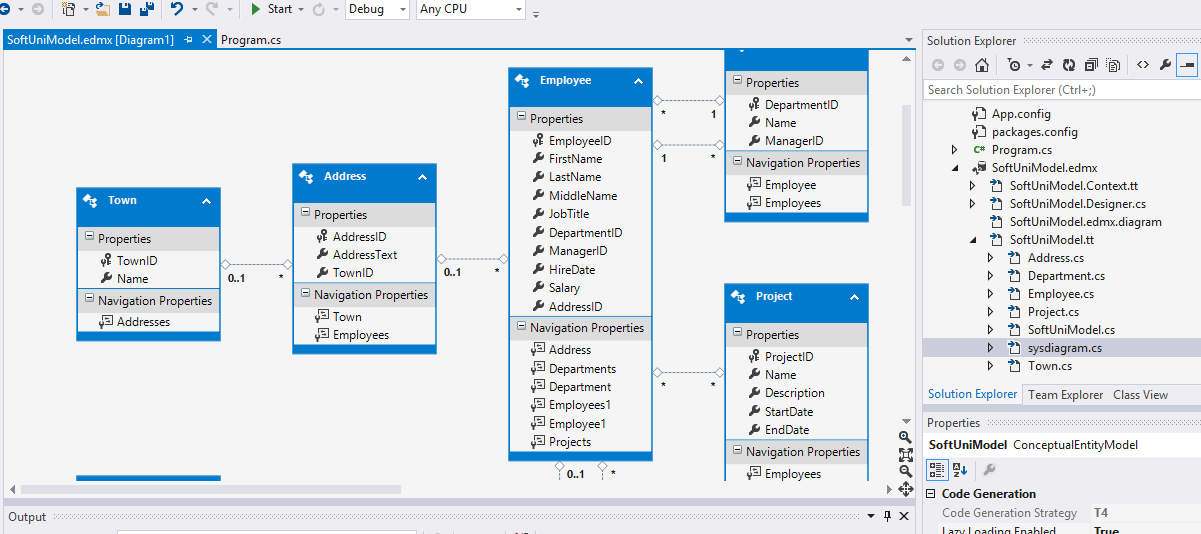 Start Debug Any CPU
SoftUniModel.edmx [Diagram1] Program.cs
Town
Properties
TownID
Name
Navigation Properties
Addresses
0..1 *
Address
Properties
AddressID
AddressText
TownID
Navigation Properties
Town
Employees
0..1 *
Employee
Properties
EmployeeID
FirstName
LastName
MiddleName
JobTitle
DepartmentID
ManagerID
HireDate
Salary
AddressID
Navigation Properties
Address
Departments
Department
Employees1
Employee1
Projects
0..1 *
* 1
1 *
* *
Properties
DepartmentID
Name
ManagerID
Navigation Properties
Employee
Employees
Project
Properties
ProjectID
Name
Description
StartDate
EndDate
Navigation Properties
Employees
Output
Solution Explorer
Search Solution Explorer (Ctrl+;)
App.config
packages.config
C# Program.cs
SoftUniModel.edmx
SoftUniModel.Context.tt
SoftUniModel.Designer.cs
SoftUniModel.edmx.diagram
SoftUniModel.tt
Address.cs
Department.cs
Employee.cs
Project.cs
SoftUniModel.cs
sysdiagram.cs
Town.cs
Solution Explorer Team Explorer Class View
Properties
SoftUniModel ConceptualEntityModel
Code Generation
Code Generation Strategy T4
Lazy Loading Enabled True